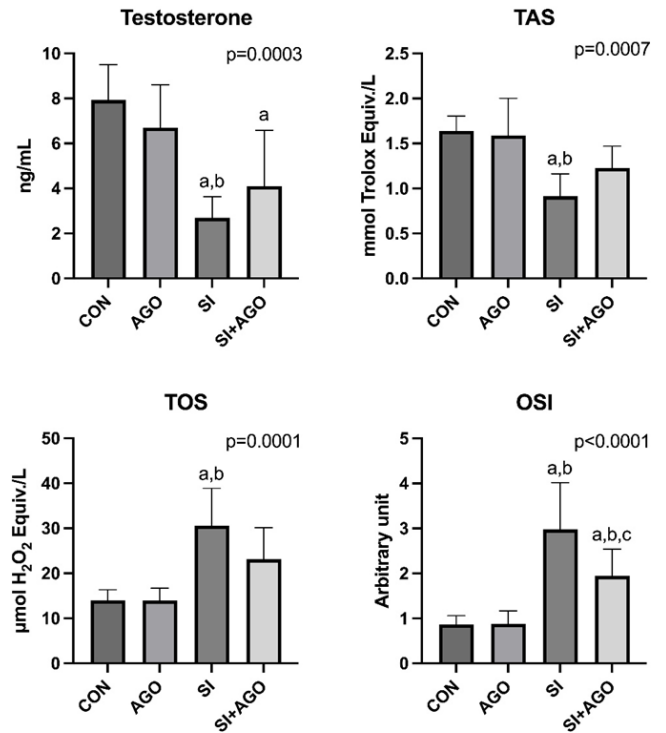 Testosterone
p=0.0003
ng/mL
10
8
6
4
2
0
a,b
a
CON
AGO
SI
SI+AGO
TAS
p=0.0007
mmol Trolox Equiv./L
2.5
2.0
1.5
1.0
0.5
0.0
a,b
CON
AGO
SI
SI+AGO
TOS
p=0.0001
μmol H₂O₂ Equiv./L
50
40
30
20
10
0
a,b
CON
AGO
SI
SI+AGO
OSI
p<0.0001
Arbitrary unit
5
4
3
2
1
0
a,b
a,b,c
CON
AGO
SI
SI+AGO